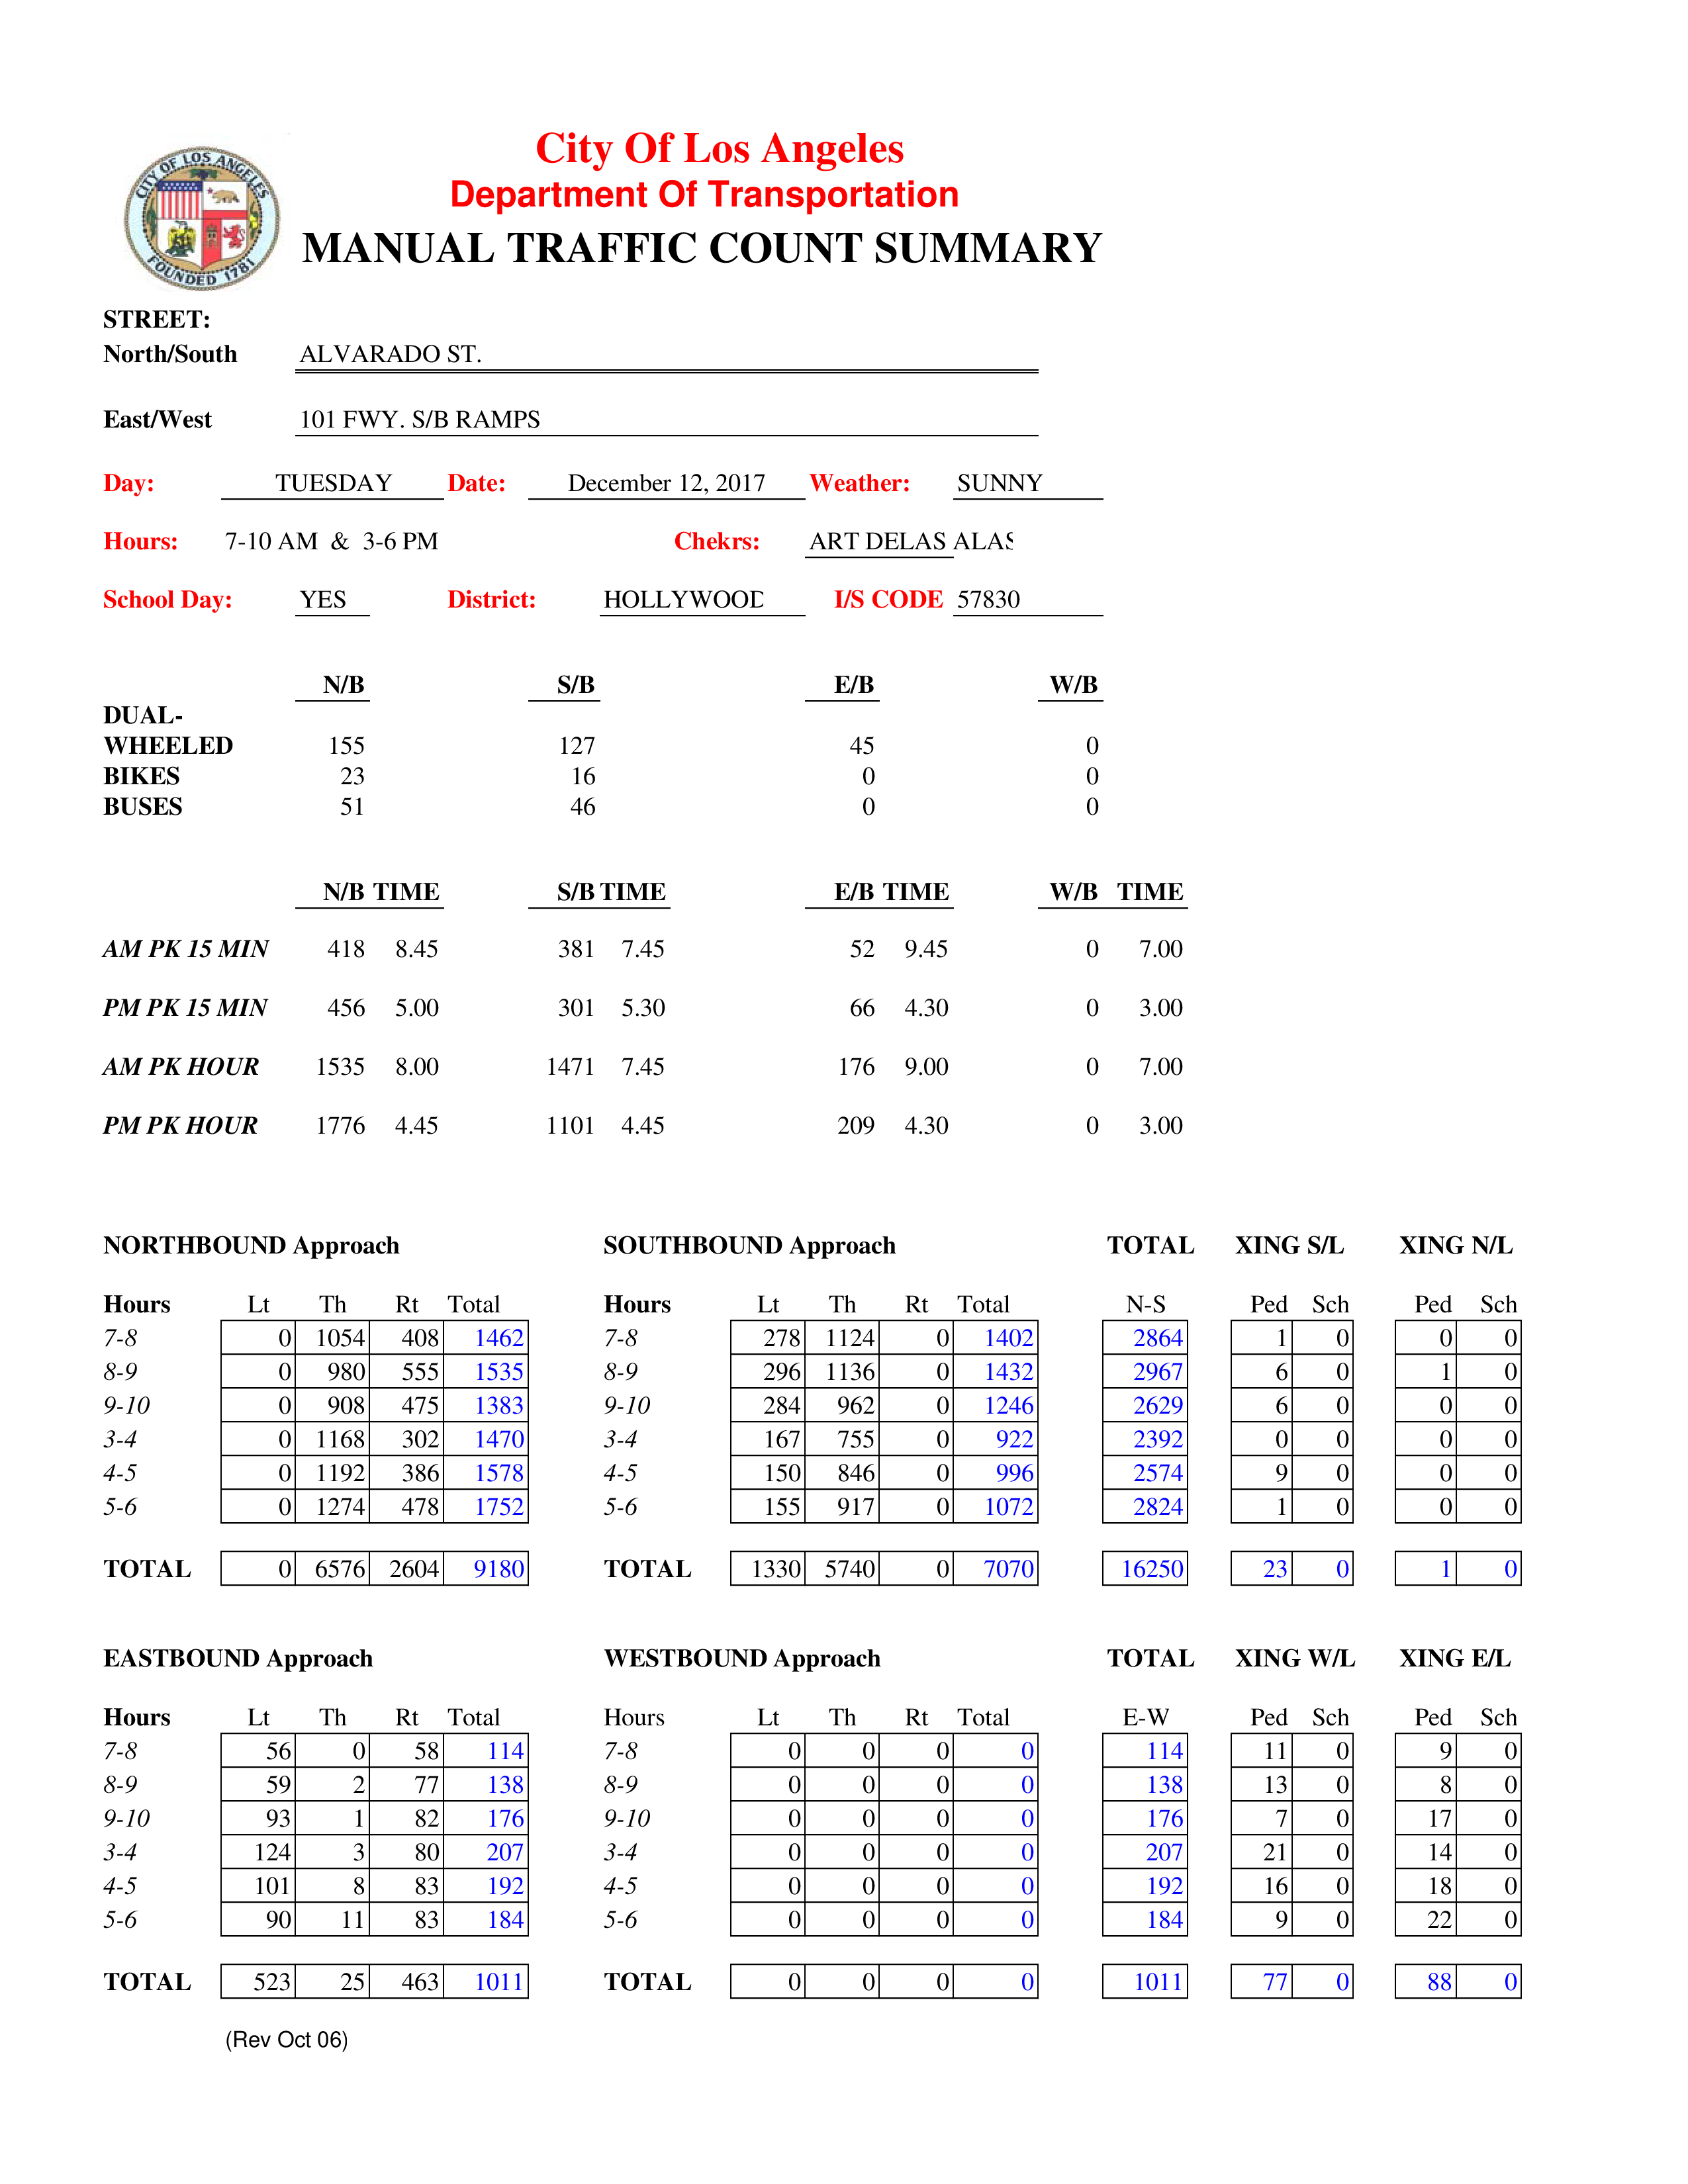 CITY OF LOS ANGELES
FOUNDED 1781
City Of Los Angeles
Department Of Transportation
MANUAL TRAFFIC COUNT SUMMARY
STREET:
North/South ALVARADO ST.
East/West 101 FWY. S/B RAMPS
Day: TUESDAY Date: December 12, 2017 Weather: SUNNY
Hours: 7-10 AM & 3-6 PM Chekrs: ART DELAS ALAS
School Day: YES District: HOLLYWOOD I/S CODE 57830
N/B S/B E/B W/B
DUAL-
WHEELED 155 127 45 0
BIKES 23 16 0 0
BUSES 51 46 0 0
N/B TIME S/B TIME E/B TIME W/B TIME
AM PK 15 MIN 418 8.45 381 7.45 52 9.45 0 7.00
PM PK 15 MIN 456 5.00 301 5.30 66 4.30 0 3.00
AM PK HOUR 1535 8.00 1471 7.45 176 9.00 0 7.00
PM PK HOUR 1776 4.45 1101 4.45 209 4.30 0 3.00
NORTHBOUND Approach SOUTHBOUND Approach TOTAL XING S/L XING N/L
Hours Lt Th Rt Total Hours Lt Th Rt Total N-S Ped Sch Ped Sch
7-8 0 1054 408 1462 7-8 278 1124 0 1402 2864 1 0 0 0
8-9 0 980 555 1535 8-9 296 1136 0 1432 2967 6 0 1 0
9-10 0 908 475 1383 9-10 284 962 0 1246 2629 6 0 0 0
3-4 0 1168 302 1470 3-4 167 755 0 922 2392 0 0 0 0
4-5 0 1192 386 1578 4-5 150 846 0 996 2574 9 0 0 0
5-6 0 1274 478 1752 5-6 155 917 0 1072 2824 1 0 0 0
TOTAL 0 6576 2604 9180 TOTAL 1330 5740 0 7070 16250 23 0 1 0
EASTBOUND Approach WESTBOUND Approach TOTAL XING W/L XING E/L
Hours Lt Th Rt Total Hours Lt Th Rt Total E-W Ped Sch Ped Sch
7-8 56 0 58 114 7-8 0 0 0 0 114 11 0 9 0
8-9 59 2 77 138 8-9 0 0 0 0 138 13 0 8 0
9-10 93 1 82 176 9-10 0 0 0 0 176 7 0 17 0
3-4 124 3 80 207 3-4 0 0 0 0 207 21 0 14 0
4-5 101 8 83 192 4-5 0 0 0 0 192 16 0 18 0
5-6 90 11 83 184 5-6 0 0 0 0 184 9 0 22 0
TOTAL 523 25 463 1011 TOTAL 0 0 0 0 1011 77 0 88 0
(Rev Oct 06)